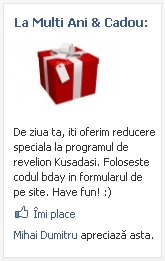 La Multi Ani & Cadou:
De ziua ta, iti oferim reducere
speciala la programul de
revelion Kusadasi. Foloseste
codul bday in formularul de
pe site. Have fun! :)
Îmi place
Mihai Dumitru apreciază asta.